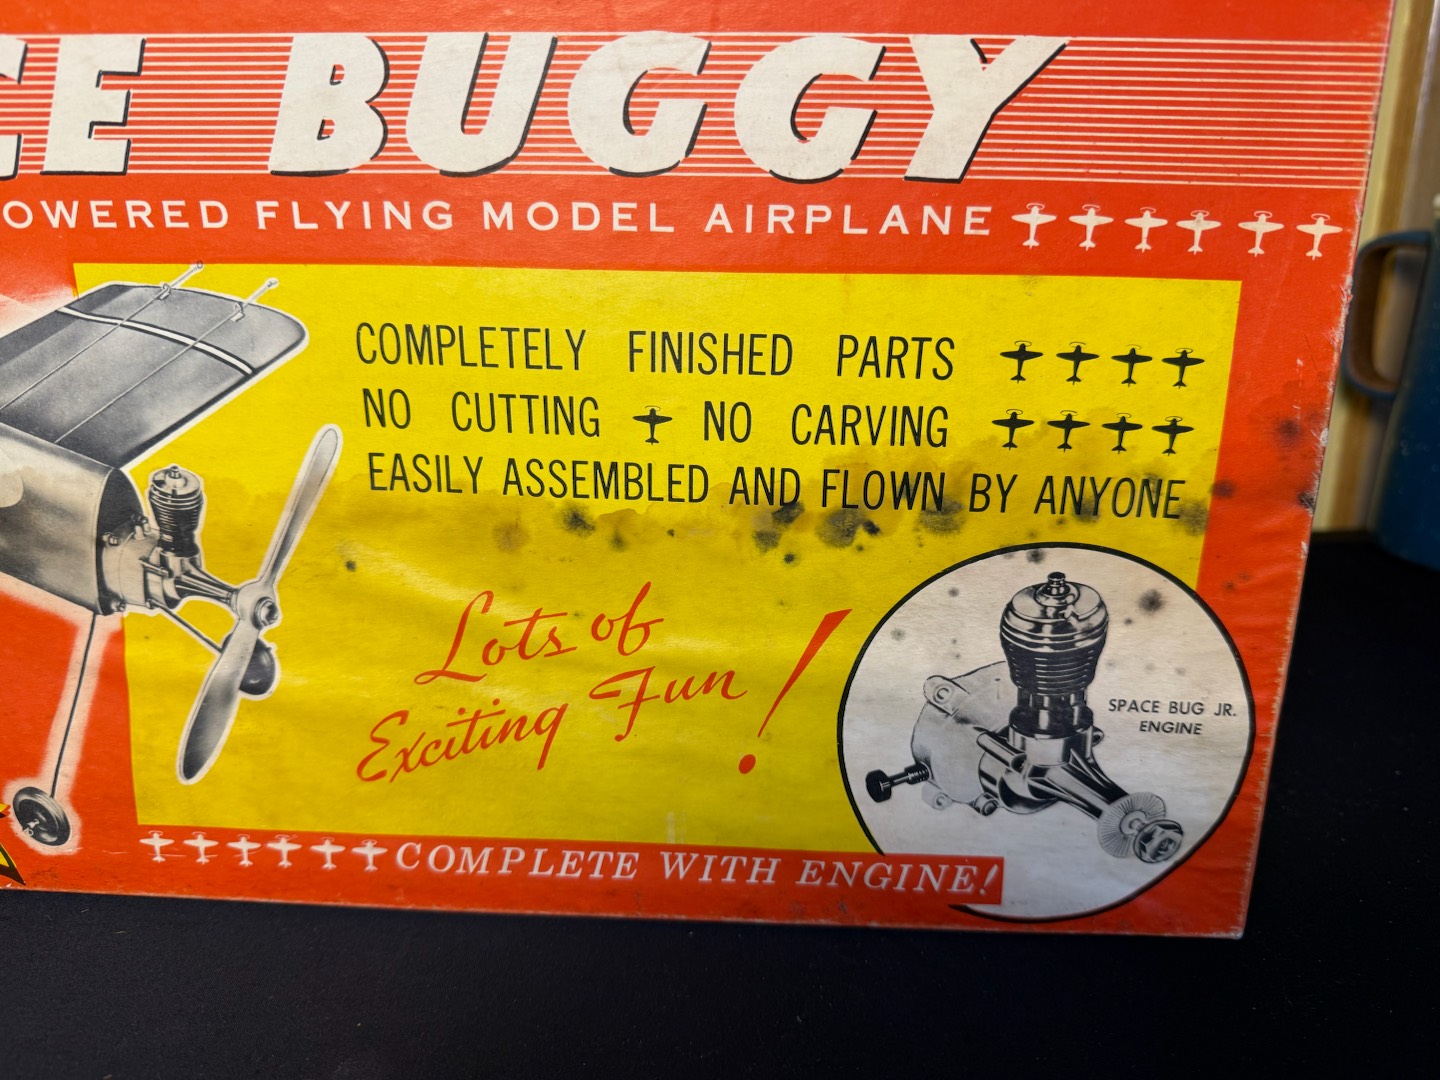 CE BUGGY
OWERED FLYING MODEL AIRPLANE
COMPLETELY FINISHED PARTS
NO CUTTING NO CARVING
EASILY ASSEMBLED AND FLOWN BY ANYONE
Lots of
Exciting Fun!
SPACE BUG JR.
ENGINE
COMPLETE WITH ENGINE!